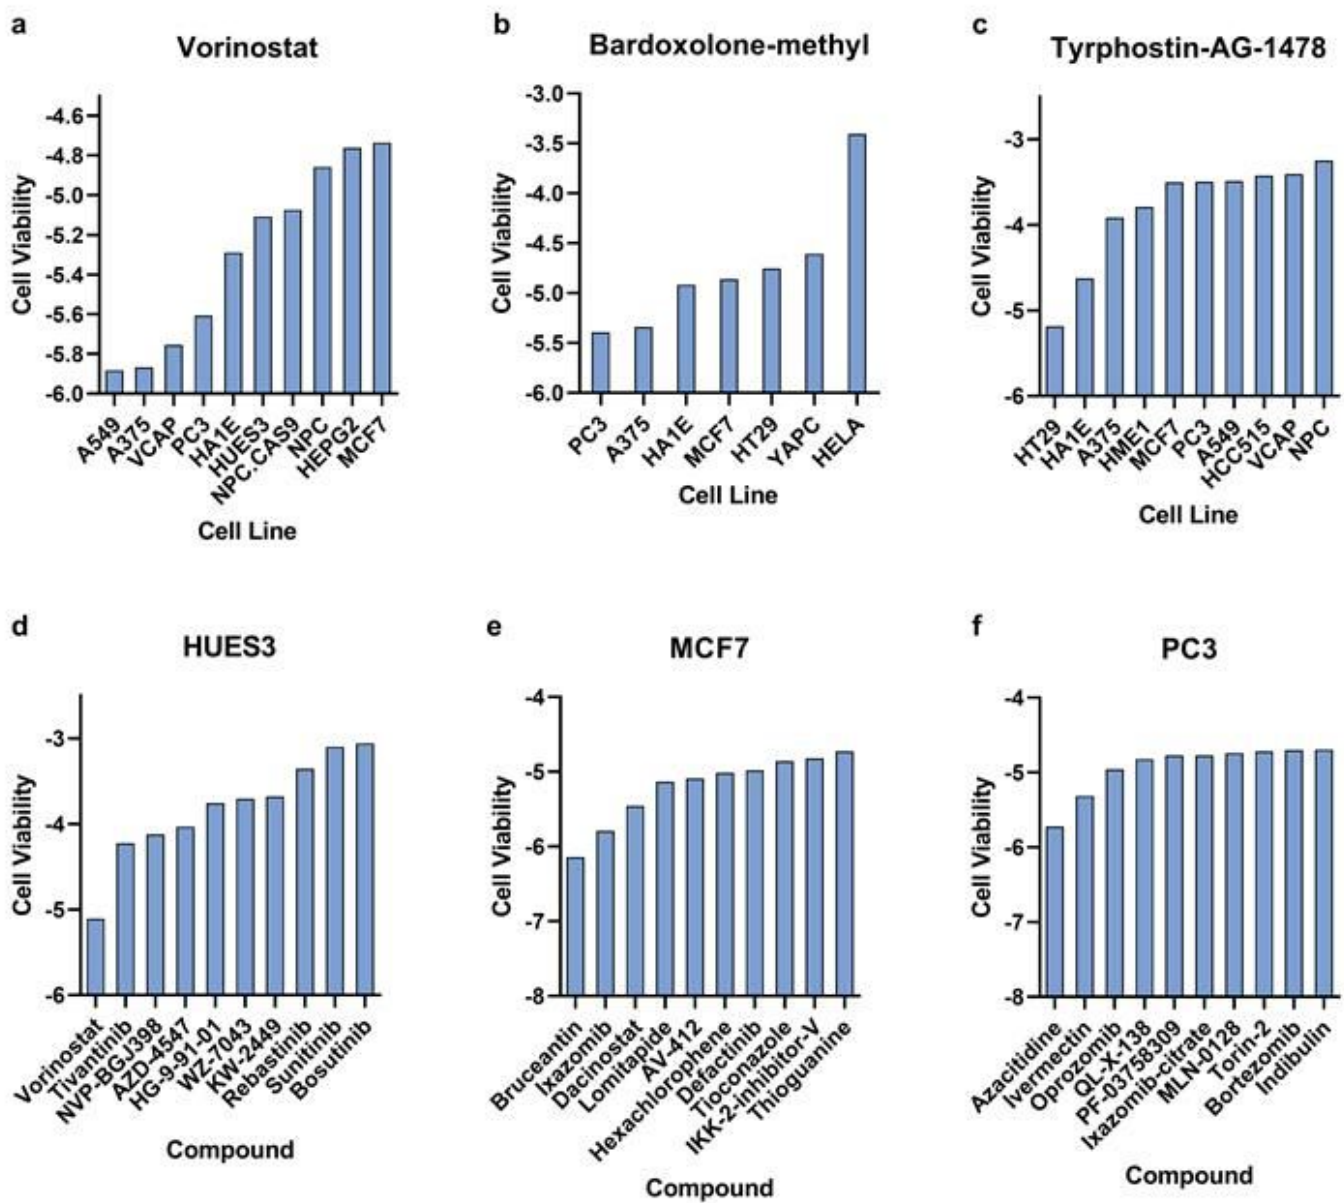 a
Vorinostat
Cell Viability
-4.6
-4.8
-5.0
-5.2
-5.4
-5.6
-5.8
-6.0
A549
A375
VCAP
PC3
HA1E
HUES3
NPC.CAS9
NPC
HEPG2
MCF7
Cell Line
b
Bardoxolone-methyl
Cell Viability
-3.0
-3.5
-4.0
-4.5
-5.0
-5.5
-6.0
PC3
A375
HA1E
MCF7
HT29
YAPC
HELA
Cell Line
c
Tyrphostin-AG-1478
Cell Viability
-3
-4
-5
-6
HT29
HA1E
A375
HME1
MCF7
PC3
A549
HCC515
VCAP
NPC
Cell Line
d
HUES3
Cell Viability
-3
-4
-5
-6
Vorinostat
Tivantinib
NVP-BGJ398
AZD-4547
HG-9-91-01
WZ-7043
KW-2449
Rebastinib
Sunitinib
Bosutinib
Compound
e
MCF7
Cell Viability
-4
-5
-6
-7
-8
Bruceantin
Ixazomib
Dacinostat
Lomitapide
AV-412
Hexachlorophene
Defactinib
Tioconazole
IKK-2-inhibitor-V
Thioguanine
Compound
f
PC3
Cell Viability
-4
-5
-6
-7
-8
Azacitidine
Ivermectin
Oprozomib
QL-X-138
PF-03758309
Ixazomib-citrate
MLN-0128
Torin-2
Bortezomib
Indibulin
Compound